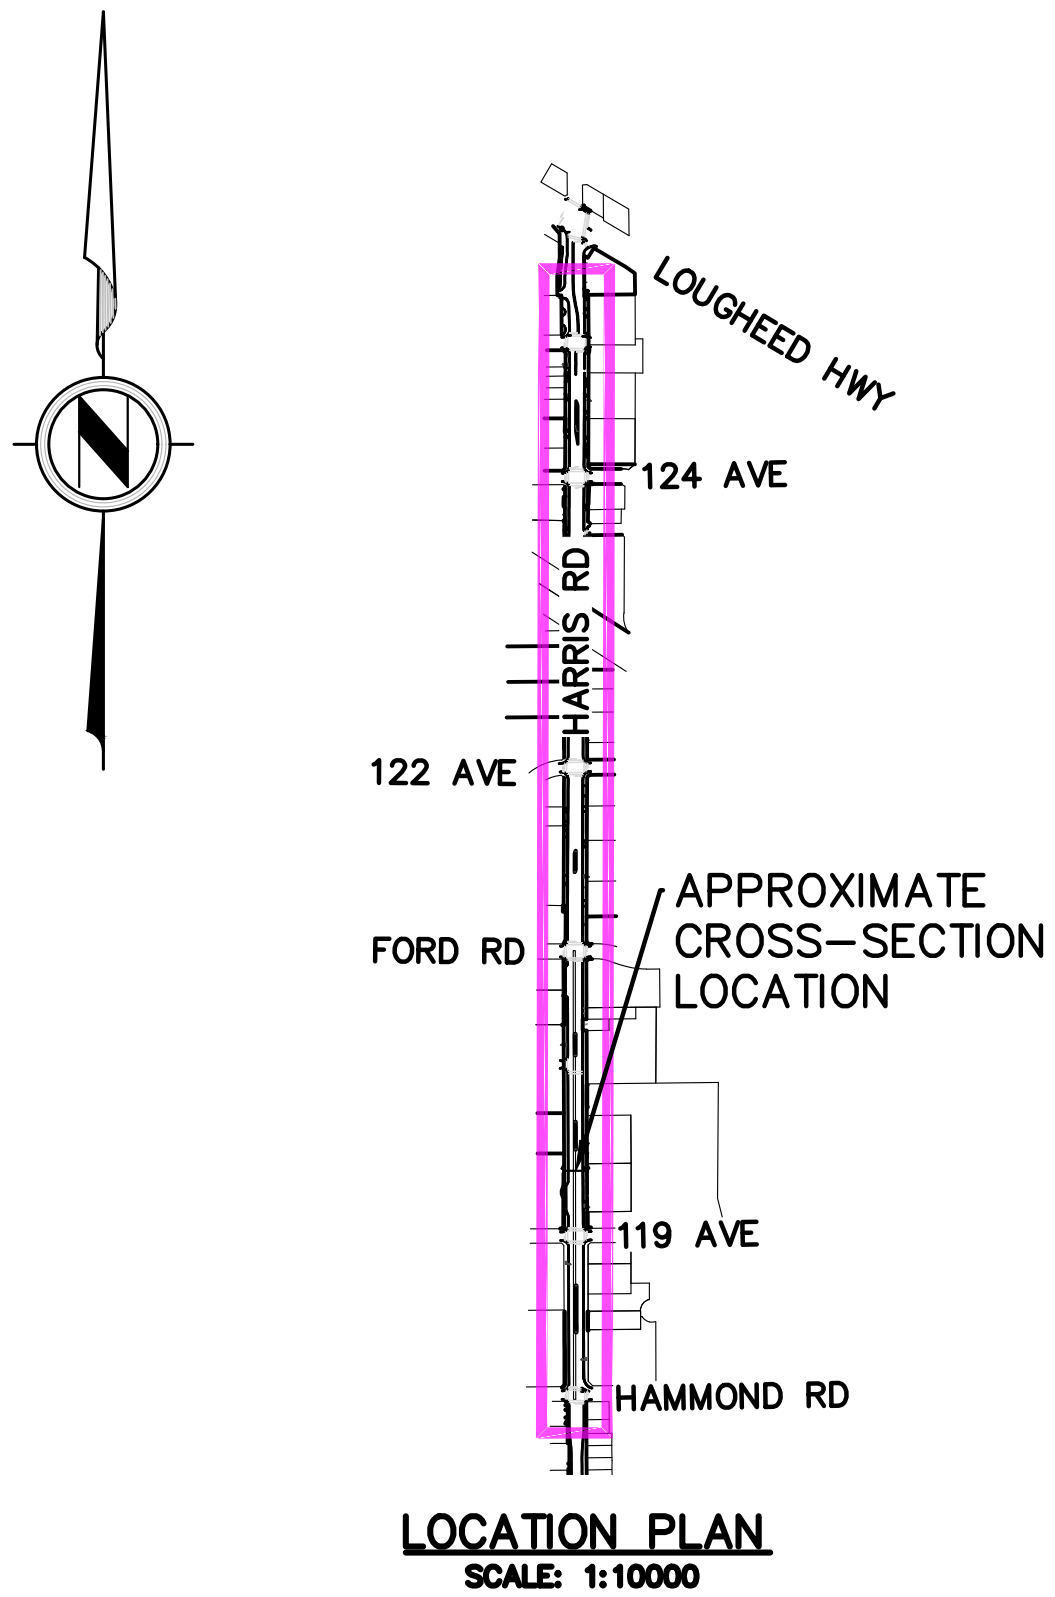 LOUGHEED HWY
N
124 AVE
HARRIS RD
122 AVE
APPROXIMATE
CROSS-SECTION
LOCATION
FORD RD
119 AVE
HAMMOND RD
LOCATION PLAN
SCALE: 1:10000